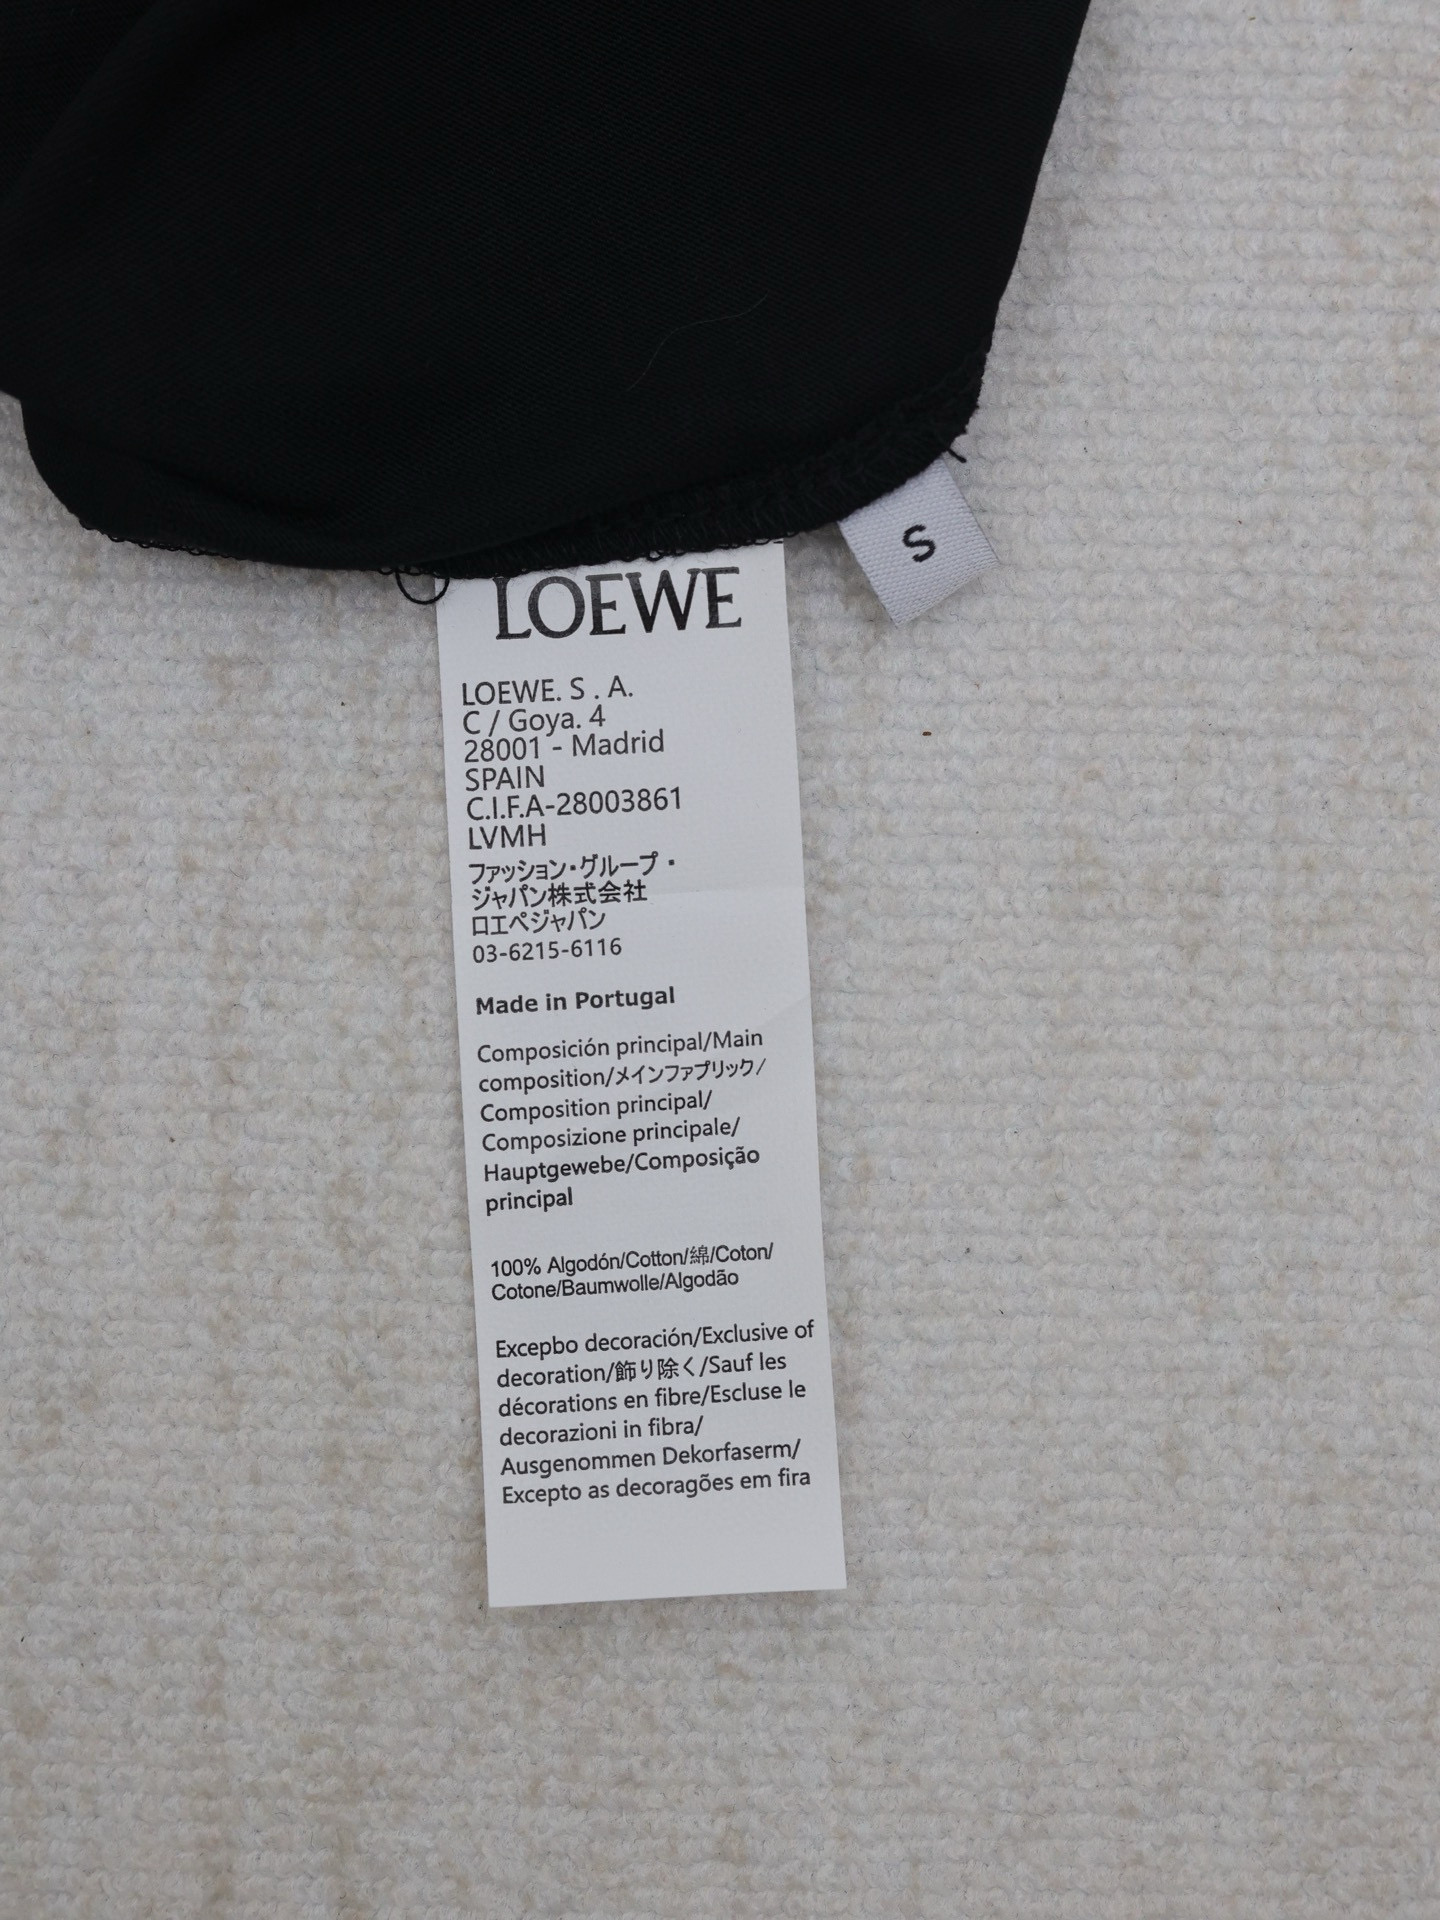 S
LOEWE
LOEWE. S . A.
C / Goya. 4
28001 - Madrid
SPAIN
C.I.F.A-28003861
LVMH
ファッション・グループ・
ジャパン株式会社
ロエペジャパン
03-6215-6116
Made in Portugal
Composición principal/Main
composition/メインファプリック/
Composition principal/
Composizione principale/
Hauptgewebe/Composição
principal
100% Algodón/Cotton/綿/Coton/
Cotone/Baumwolle/Algodão
Excepbo decoración/Exclusive of
decoration/飾り除く/Sauf les
décorations en fibre/Escluse le
decorazioni in fibra/
Ausgenommen Dekorfaserm/
Excepto as decoragões em fira